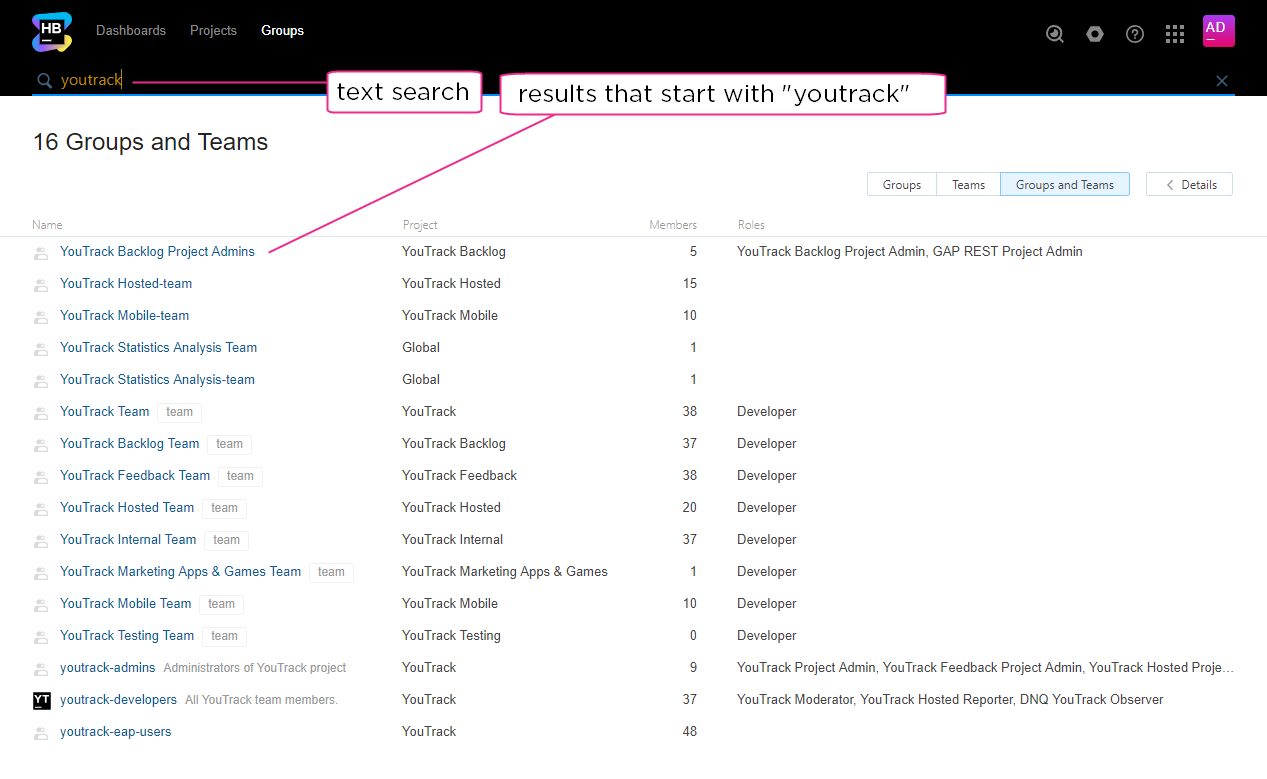 HB Dashboards Projects Groups AD
youtrack text search results that start with "youtrack"
16 Groups and Teams
Groups Teams Groups and Teams Details
Name Project Members Roles
YouTrack Backlog Project Admins YouTrack Backlog 5 YouTrack Backlog Project Admin, GAP REST Project Admin
YouTrack Hosted-team YouTrack Hosted 15
YouTrack Mobile-team YouTrack Mobile 10
YouTrack Statistics Analysis Team Global 1
YouTrack Statistics Analysis-team Global 1
YouTrack Team team YouTrack 38 Developer
YouTrack Backlog Team team YouTrack Backlog 37 Developer
YouTrack Feedback Team team YouTrack Feedback 38 Developer
YouTrack Hosted Team team YouTrack Hosted 20 Developer
YouTrack Internal Team team YouTrack Internal 37 Developer
YouTrack Marketing Apps & Games Team team YouTrack Marketing Apps & Games 1 Developer
YouTrack Mobile Team team YouTrack Mobile 10 Developer
YouTrack Testing Team team YouTrack Testing 0 Developer
youtrack-admins Administrators of YouTrack project YouTrack 9 YouTrack Project Admin, YouTrack Feedback Project Admin, YouTrack Hosted Proje...
YT youtrack-developers All YouTrack team members. YouTrack 37 YouTrack Moderator, YouTrack Hosted Reporter, DNQ YouTrack Observer
youtrack-eap-users YouTrack 48